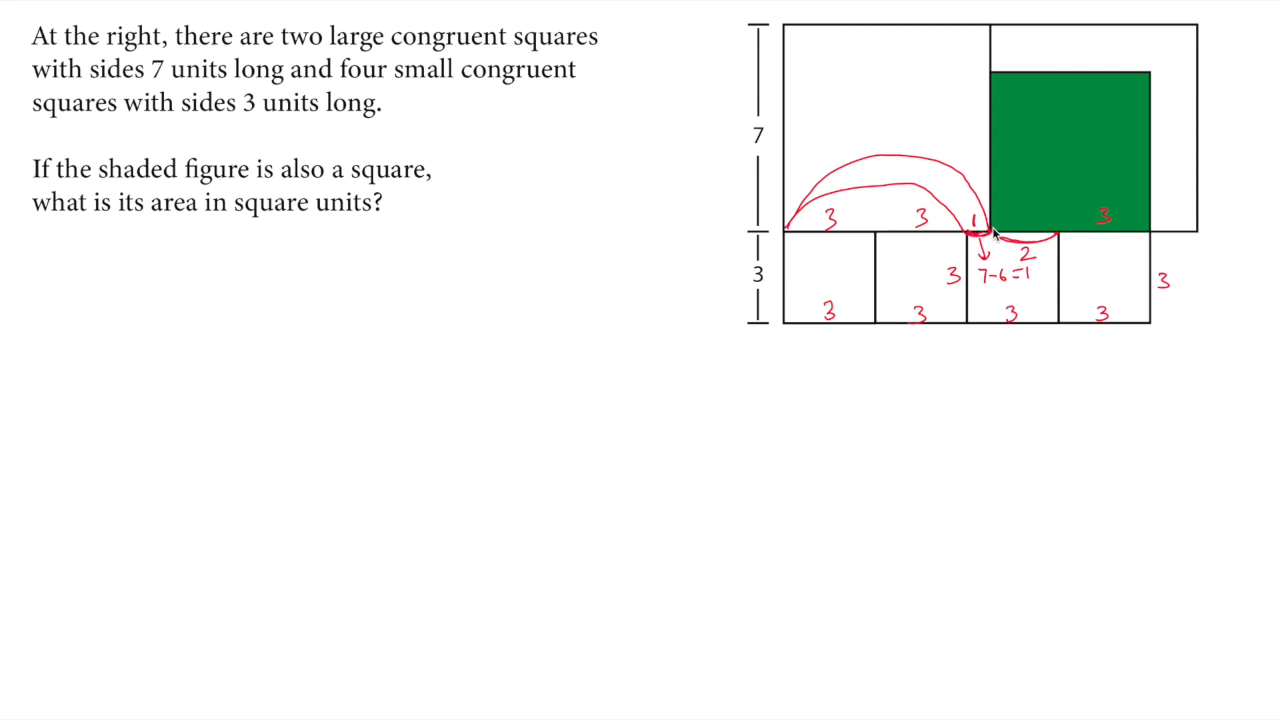 At the right, there are two large congruent squares
with sides 7 units long and four small congruent
squares with sides 3 units long.
If the shaded figure is also a square,
what is its area in square units?
7
3 3 1 3
2
3
3 7-6=1 3
3 3 3 3